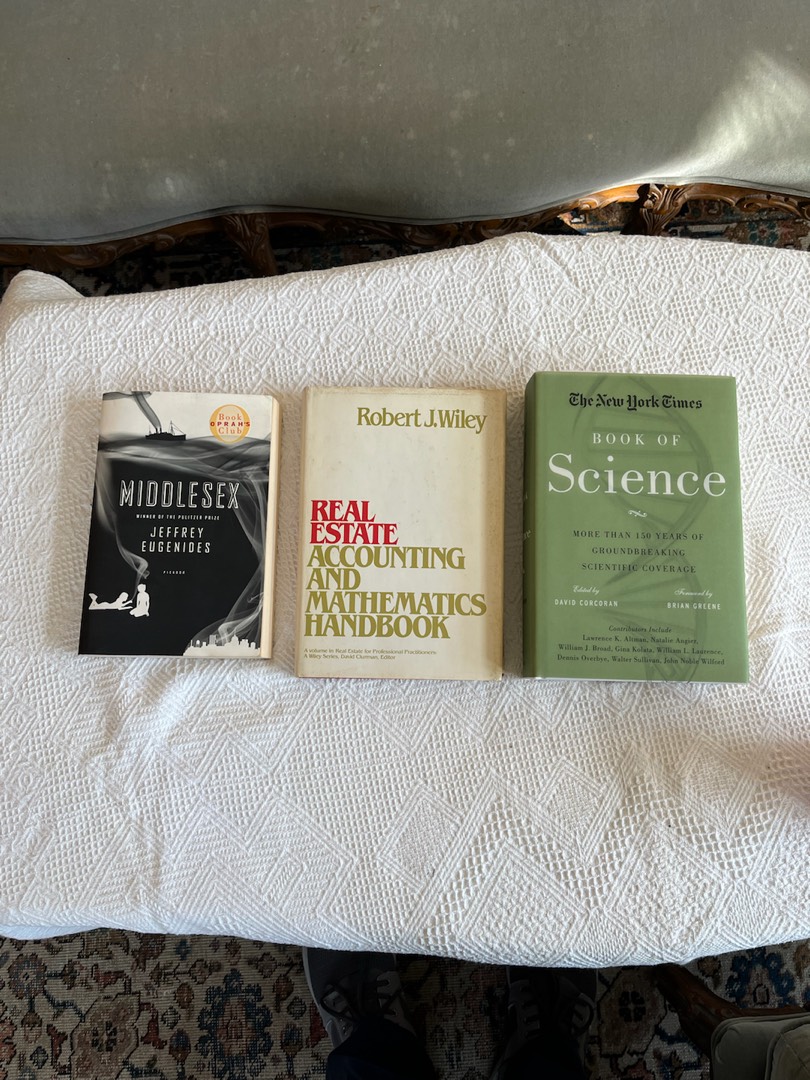 Book
OPRAH'S
Club
MIDDLESEX
WINNER OF THE PULITZER PRIZE
JEFFREY
EUGENIDES
PICADOR
Robert J. Wiley
REAL
ESTATE
ACCOUNTING
AND
MATHEMATICS
HANDBOOK
A volume in Real Estate for Professional Practitioners:
A Wiley Series, David Clurman, Editor
The New York Times
BOOK OF
Science
MORE THAN 150 YEARS OF
GROUNDBREAKING
SCIENTIFIC COVERAGE
Edited by
DAVID CORCORAN
Foreword by
BRIAN GREENE
Contributors Include
Lawrence K. Altman, Natalie Angier,
William J. Broad, Gina Kolata, William L. Laurence,
Dennis Overbye, Walter Sullivan, John Noble Wilford